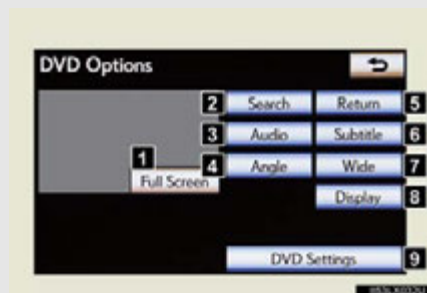 DVD Options
2 Search Return 5
3 Audio Subtitle 6
1
4 Angle Wide 7
Full Screen
Display 8
DVD Settings 9